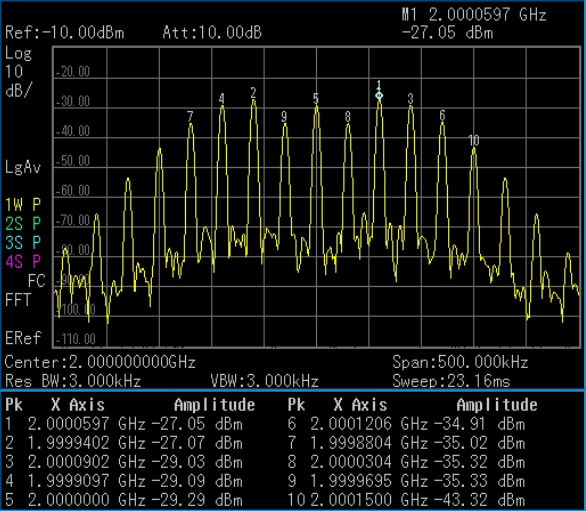 M1 2.0000597 GHz
Ref:-10.00dBm Att:10.00dB -27.05 dBm
Log
10
dB/
-20.00
-30.00
-40.00
-50.00
-60.00
-70.00
-80.00
-90.00
-100.00
-110.00
7 4 2 9 5 8 1 3 6 10
LgAv
1W P
2S P
3S P
4S P
FC
FFT
ERef
Center:2.000000000GHz Span:500.000kHz
Res BW:3.000kHz VBW:3.000kHz Sweep:23.16ms
Pk X Axis Amplitude Pk X Axis Amplitude
1 2.0000597 GHz -27.05 dBm 6 2.0001206 GHz -34.91 dBm
2 1.9999402 GHz -27.07 dBm 7 1.9998804 GHz -35.02 dBm
3 2.0000902 GHz -29.03 dBm 8 2.0000304 GHz -35.32 dBm
4 1.9999097 GHz -29.09 dBm 9 1.9999695 GHz -35.33 dBm
5 2.0000000 GHz -29.29 dBm 10 2.0001500 GHz -43.32 dBm